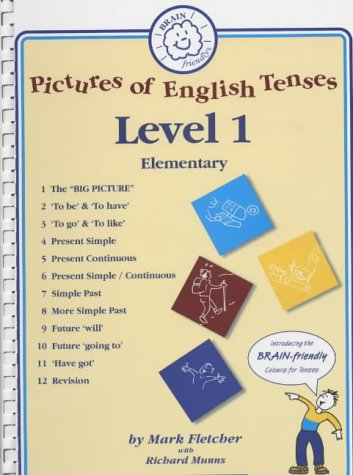 BRAIN
friendly's
Pictures of English Tenses
Level 1
Elementary
1 The "BIG PICTURE"
2 'To be' & 'To have'
3 'To go' & 'To like'
4 Present Simple
5 Present Continuous
6 Present Simple / Continuous
7 Simple Past
8 More Simple Past
9 Future 'will'
10 Future 'going to'
11 'Have got'
12 Revision
Introducing the
BRAIN-friendly
Colours for Tenses
by Mark Fletcher
with
Richard Munns